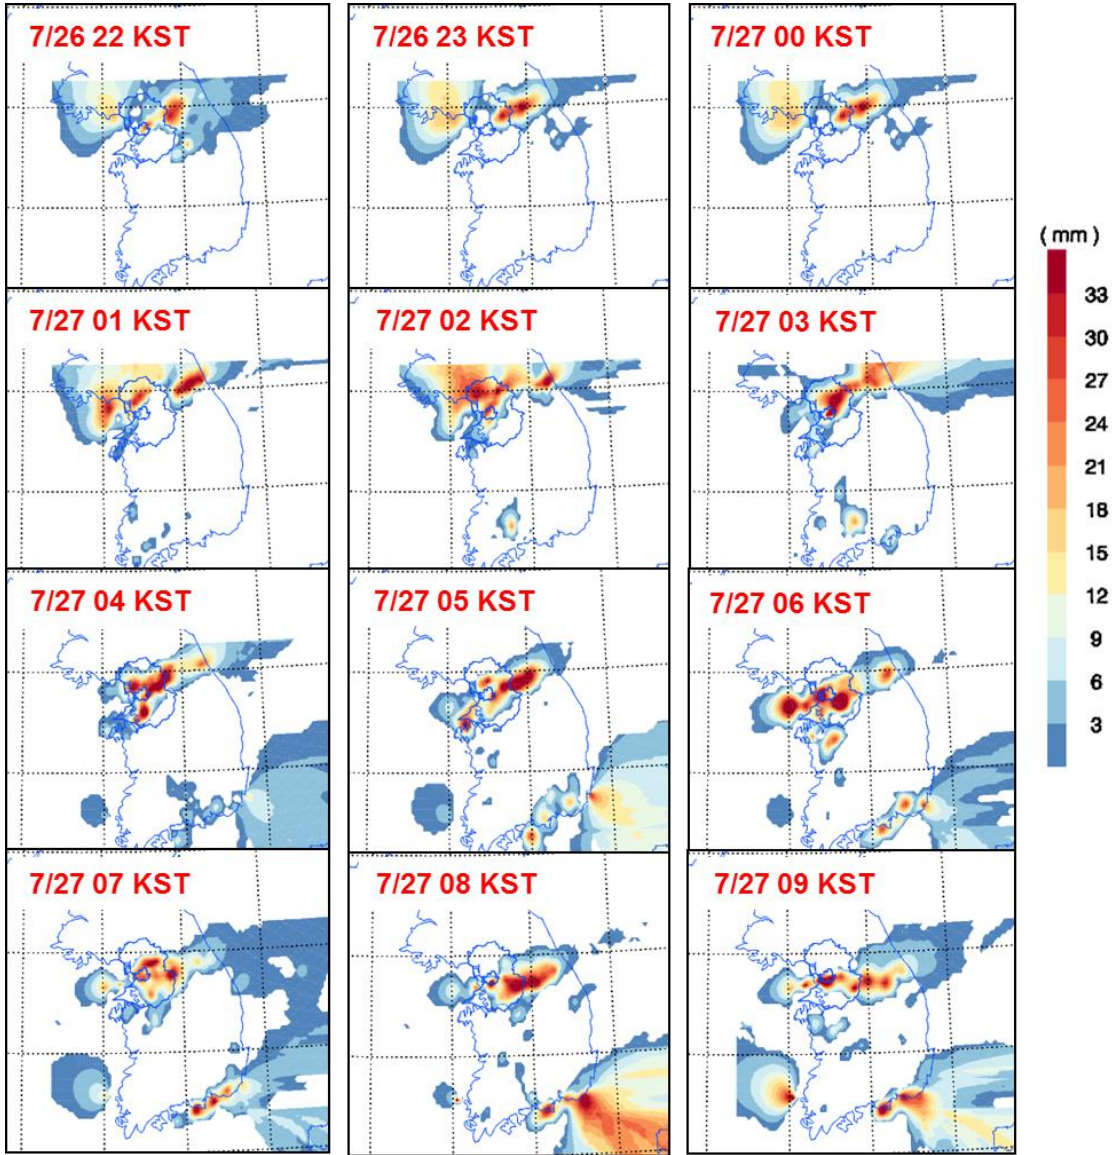 7/26 22 KST
7/26 23 KST
7/27 00 KST
( mm )
33
30
27
24
21
18
15
12
9
6
3
7/27 01 KST
7/27 02 KST
7/27 03 KST
7/27 04 KST
7/27 05 KST
7/27 06 KST
7/27 07 KST
7/27 08 KST
7/27 09 KST